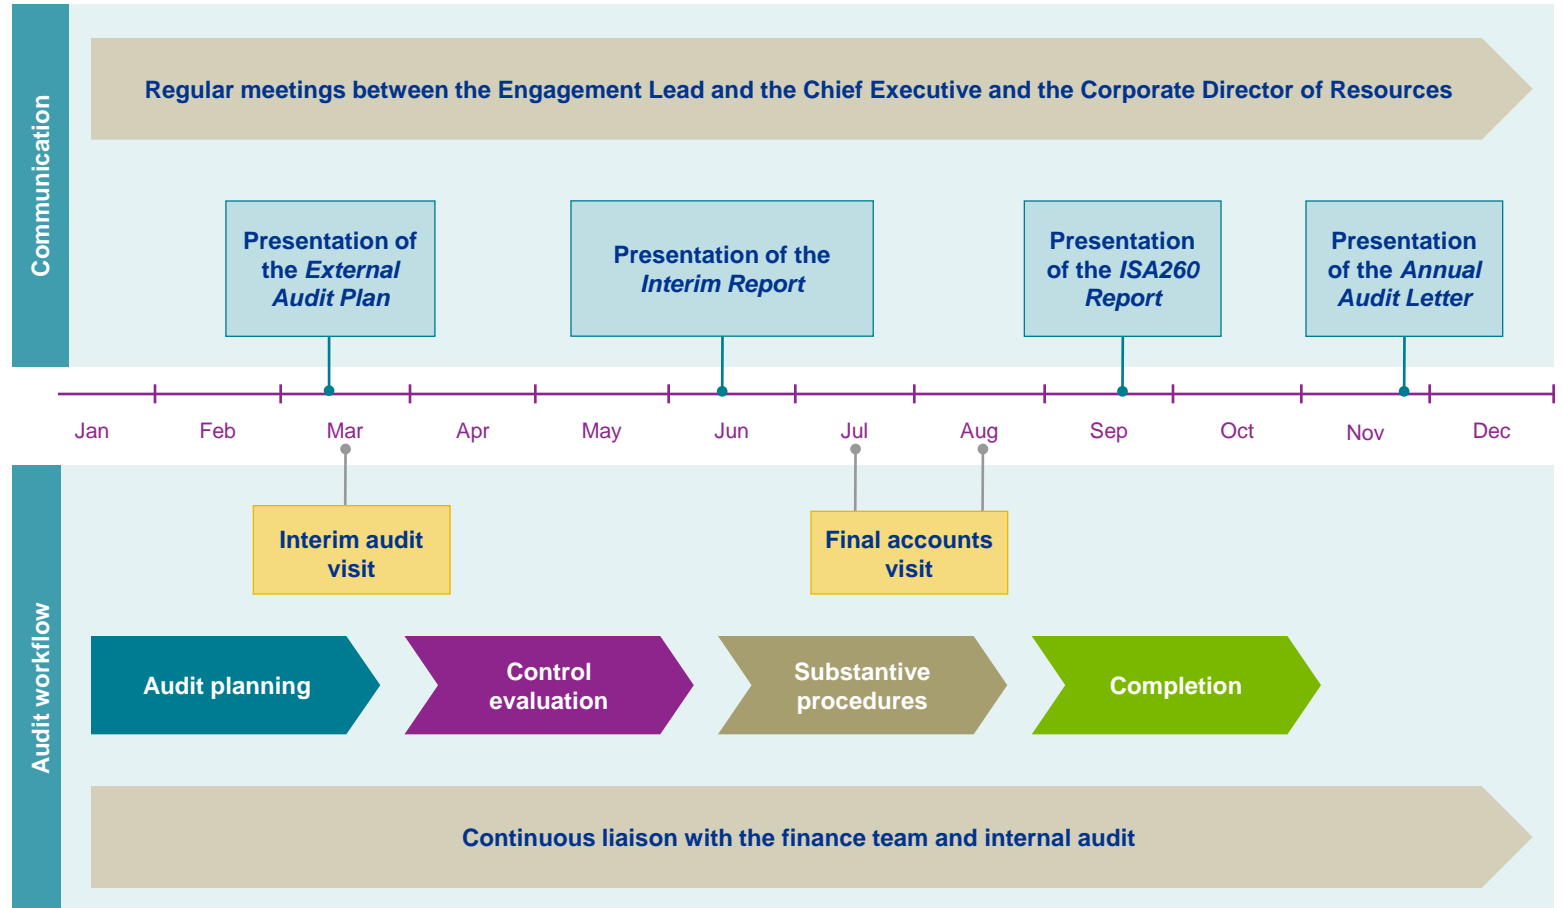 Communication
Regular meetings between the Engagement Lead and the Chief Executive and the Corporate Director of Resources
Presentation of
the External
Audit Plan
Presentation of the
Interim Report
Presentation
of the ISA260
Report
Presentation
of the Annual
Audit Letter
Jan Feb Mar Apr May Jun Jul Aug Sep Oct Nov Dec
Audit workflow
Interim audit
visit
Final accounts
visit
Audit planning
Control
evaluation
Substantive
procedures
Completion
Continuous liaison with the finance team and internal audit